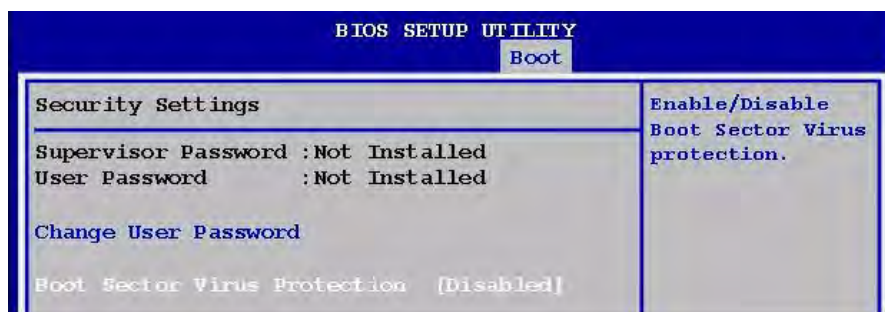 BIOS SETUP UTILITY
Boot
Security Settings
Supervisor Password :Not Installed
User Password :Not Installed
Change User Password
Boot Sector Virus Protection [Disabled]
Enable/Disable
Boot Sector Virus
protection.